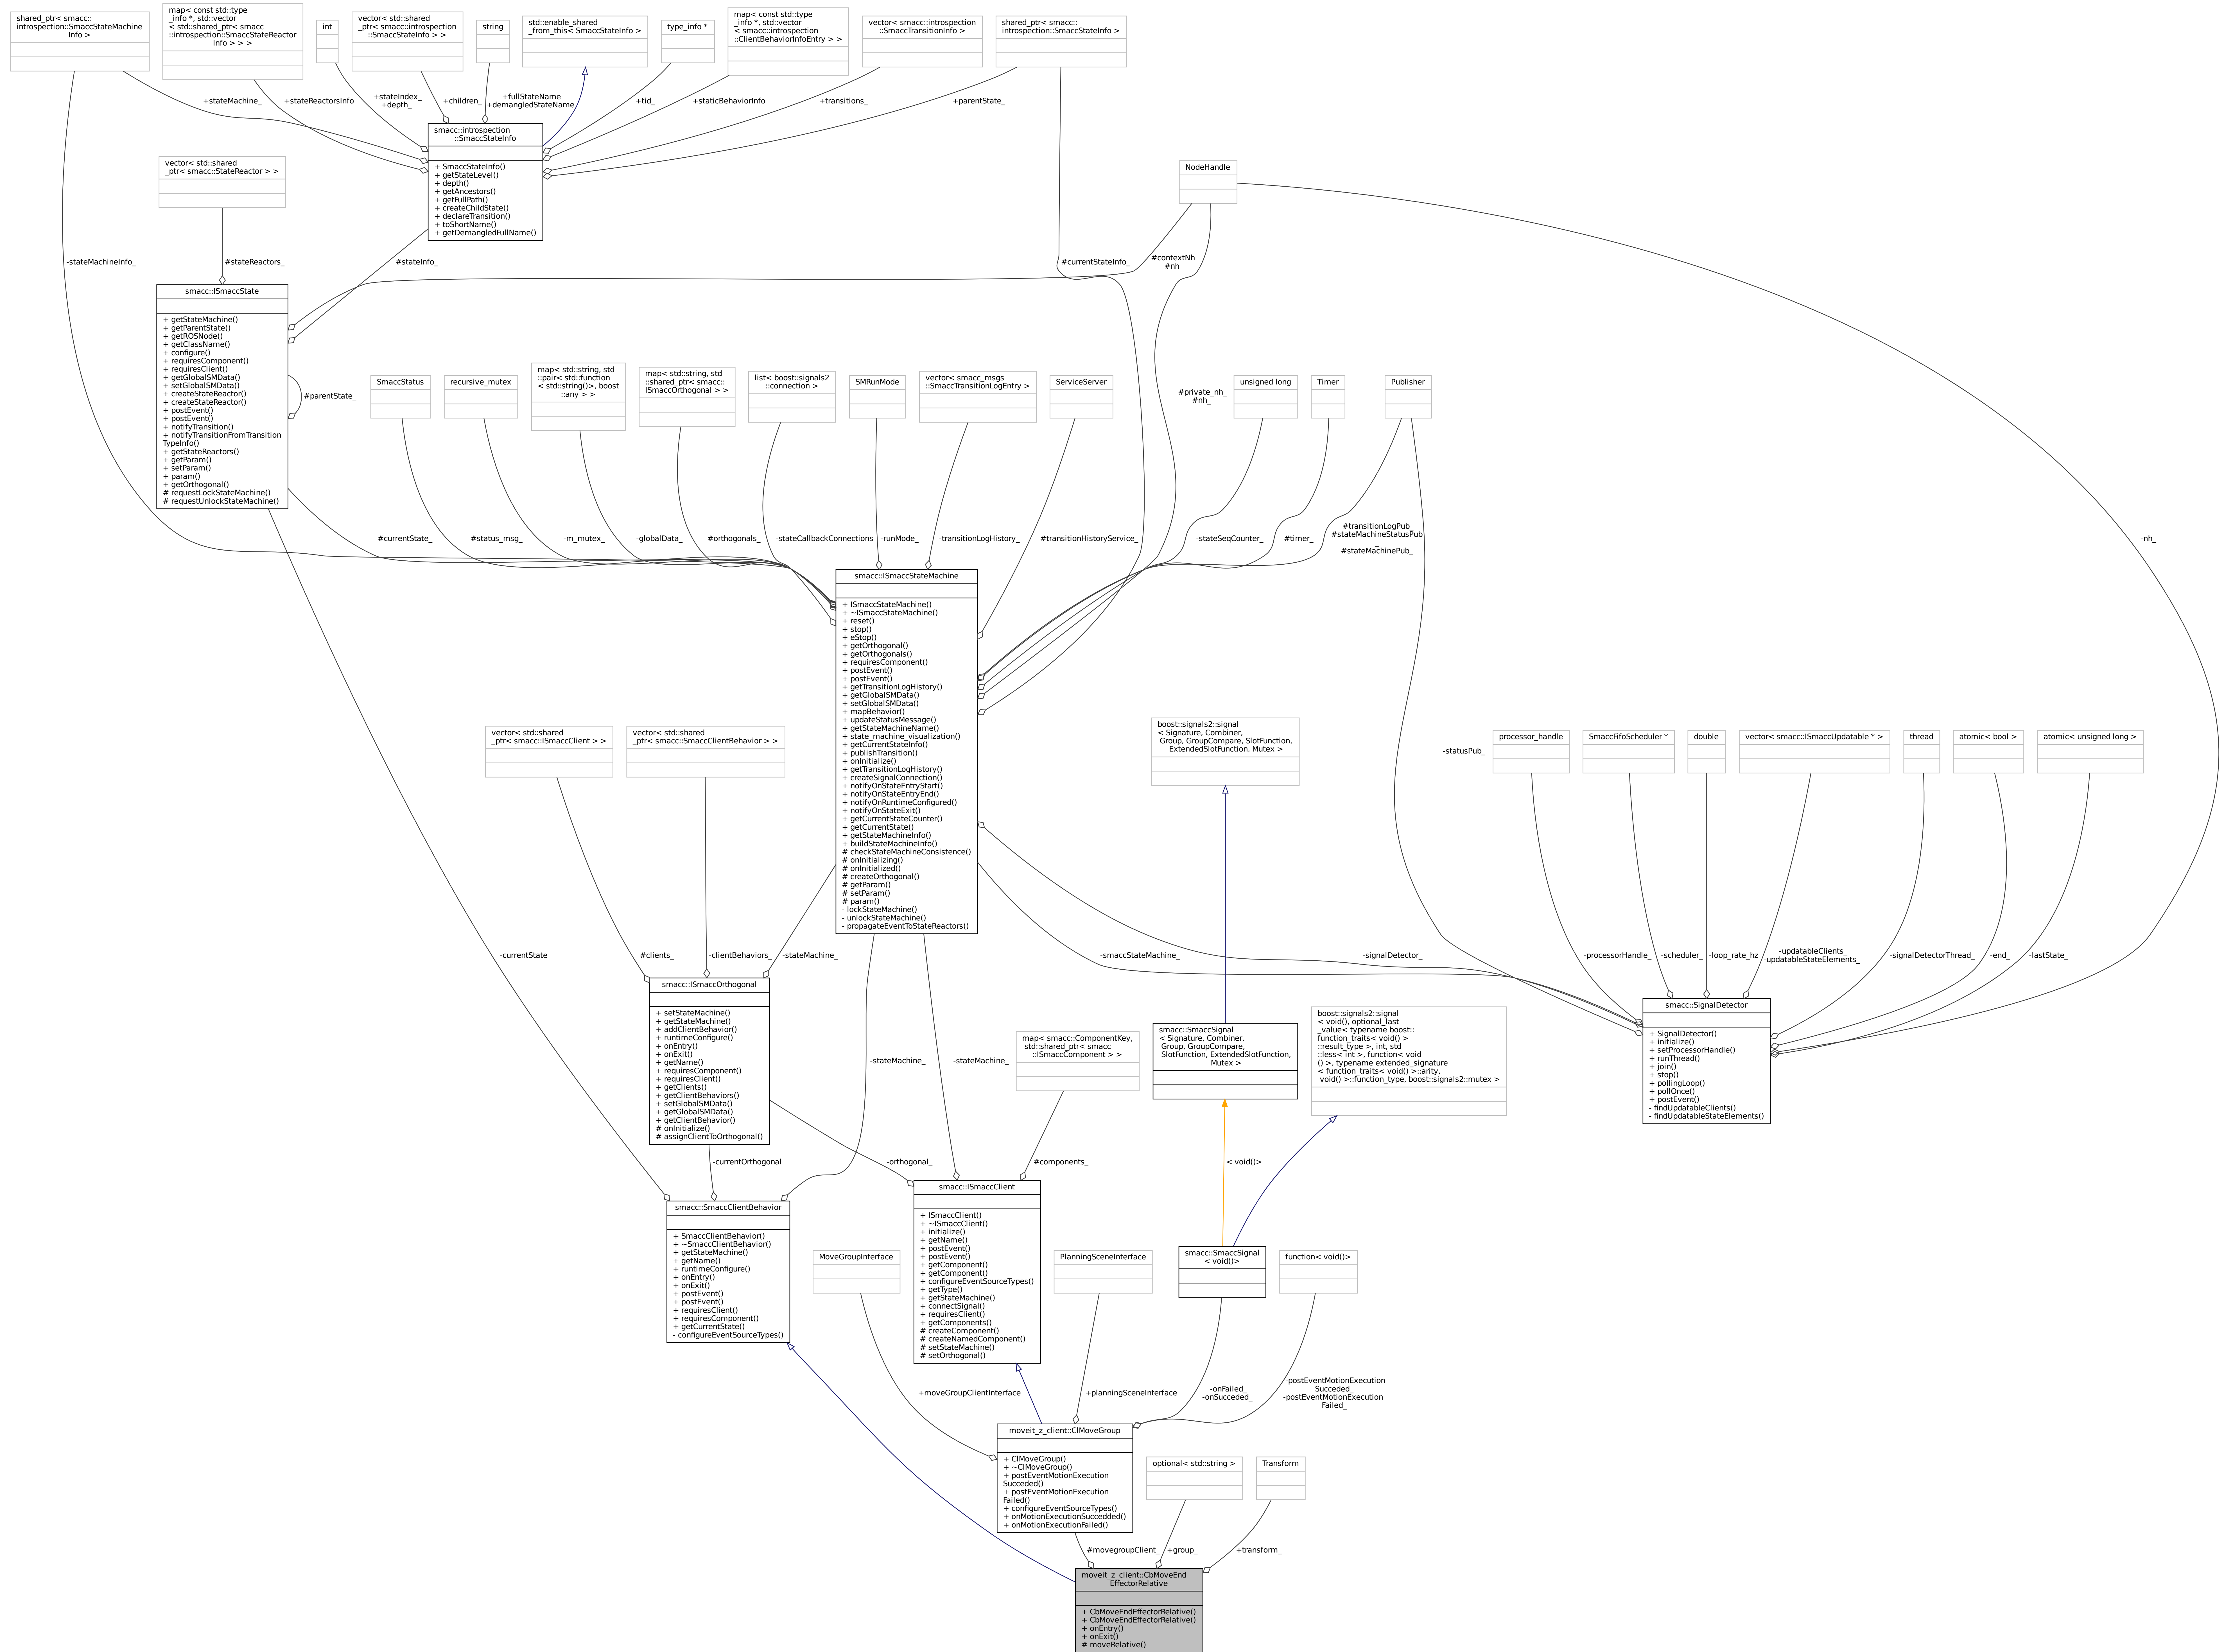 shared_ptr< smacc::
introspection::SmaccStateMachine
Info >
map< const std::type
_info *, std::vector
< std::shared_ptr< smacc
::introspection::SmaccStateReactor
Info > > >
int
vector< std::shared
_ptr< smacc::introspection
::SmaccStateInfo > >
string
std::enable_shared
_from_this< SmaccStateInfo >
type_info *
map< const std::type
_info *, std::vector
< smacc::introspection
::ClientBehaviorInfoEntry > >
vector< smacc::introspection
::SmaccTransitionInfo >
shared_ptr< smacc::
introspection::SmaccStateInfo >
+stateMachine_
+stateReactorsInfo
+stateIndex_
+depth_
+children_
+fullStateName
+demangledStateName
+tid_
+staticBehaviorInfo
+transitions_
+parentState_
smacc::introspection
::SmaccStateInfo
+ SmaccStateInfo()
+ getStateLevel()
+ depth()
+ getAncestors()
+ getFullPath()
+ createChildState()
+ declareTransition()
+ toShortName()
+ getDemangledFullName()
vector< std::shared
_ptr< smacc::StateReactor > >
NodeHandle
-stateMachineInfo_
#stateReactors_
#stateInfo_
#currentStateInfo_
#contextNh
#nh
smacc::ISmaccState
+ getStateMachine()
+ getParentState()
+ getROSNode()
+ getClassName()
+ configure()
+ requiresComponent()
+ requiresClient()
+ getGlobalSMData()
+ setGlobalSMData()
+ createStateReactor()
+ createStateReactor()
+ postEvent()
+ postEvent()
+ notifyTransition()
+ notifyTransitionFromTransition
TypeInfo()
+ getStateReactors()
+ getParam()
+ setParam()
+ param()
+ getOrthogonal()
# requestLockStateMachine()
# requestUnlockStateMachine()
#parentState_
SmaccStatus
recursive_mutex
map< std::string, std
::pair< std::function
< std::string()>, boost
::any > >
map< std::string, std
::shared_ptr< smacc::
ISmaccOrthogonal > >
list< boost::signals2
::connection >
SMRunMode
vector< smacc_msgs
::SmaccTransitionLogEntry >
ServiceServer
#private_nh_
#nh_
unsigned long
Timer
Publisher
#currentState_
#status_msg_
-m_mutex_
-globalData_
#orthogonals_
-stateCallbackConnections
-runMode_
-transitionLogHistory_
#transitionHistoryService_
-stateSeqCounter_
#timer_
#transitionLogPub_
#stateMachineStatusPub
_
#stateMachinePub_
-nh_
smacc::ISmaccStateMachine
+ ISmaccStateMachine()
+ ~ISmaccStateMachine()
+ reset()
+ stop()
+ eStop()
+ getOrthogonal()
+ getOrthogonals()
+ requiresComponent()
+ postEvent()
+ postEvent()
+ getTransitionLogHistory()
+ getGlobalSMData()
+ setGlobalSMData()
+ mapBehavior()
+ updateStatusMessage()
+ getStateMachineName()
+ state_machine_visualization()
+ getCurrentStateInfo()
+ publishTransition()
+ onInitialize()
+ getTransitionLogHistory()
+ createSignalConnection()
+ notifyOnStateEntryStart()
+ notifyOnStateEntryEnd()
+ notifyOnRuntimeConfigured()
+ notifyOnStateExit()
+ getCurrentStateCounter()
+ getCurrentState()
+ getStateMachineInfo()
+ buildStateMachineInfo()
# checkStateMachineConsistence()
# onInitializing()
# onInitialized()
# createOrthogonal()
# getParam()
# setParam()
# param()
- lockStateMachine()
- unlockStateMachine()
- propagateEventToStateReactors()
vector< std::shared
_ptr< smacc::ISmaccClient > >
vector< std::shared
_ptr< smacc::SmaccClientBehavior > >
boost::signals2::signal
< Signature, Combiner,
Group, GroupCompare, SlotFunction,
ExtendedSlotFunction, Mutex >
-statusPub_
processor_handle
SmaccFifoScheduler *
double
vector< smacc::ISmaccUpdatable * >
thread
atomic< bool >
atomic< unsigned long >
-currentState
#clients_
-clientBehaviors_
-stateMachine_
-smaccStateMachine_
-signalDetector_
-processorHandle_
-scheduler_
-loop_rate_hz
-updatableClients_
-updatableStateElements_
-signalDetectorThread_
-end_
-lastState_
smacc::ISmaccOrthogonal
+ setStateMachine()
+ getStateMachine()
+ addClientBehavior()
+ runtimeConfigure()
+ onEntry()
+ onExit()
+ getName()
+ requiresComponent()
+ requiresClient()
+ getClients()
+ getClientBehaviors()
+ setGlobalSMData()
+ getGlobalSMData()
+ getClientBehavior()
# onInitialize()
# assignClientToOrthogonal()
-stateMachine_
-stateMachine_
map< smacc::ComponentKey,
std::shared_ptr< smacc
::ISmaccComponent > >
smacc::SmaccSignal
< Signature, Combiner,
Group, GroupCompare,
SlotFunction, ExtendedSlotFunction,
Mutex >
boost::signals2::signal
< void(), optional_last
_value< typename boost::
function_traits< void() >
::result_type >, int, std
::less< int >, function< void
() >, typename extended_signature
< function_traits< void() >::arity,
void() >::function_type, boost::signals2::mutex >
smacc::SignalDetector
+ SignalDetector()
+ initialize()
+ setProcessorHandle()
+ runThread()
+ join()
+ stop()
+ pollingLoop()
+ pollOnce()
+ postEvent()
- findUpdatableClients()
- findUpdatableStateElements()
-currentOrthogonal
-orthogonal_
#components_
< void()>
smacc::SmaccClientBehavior
+ SmaccClientBehavior()
+ ~SmaccClientBehavior()
+ getStateMachine()
+ getName()
+ runtimeConfigure()
+ onEntry()
+ onExit()
+ postEvent()
+ postEvent()
+ requiresClient()
+ requiresComponent()
+ getCurrentState()
- configureEventSourceTypes()
MoveGroupInterface
smacc::ISmaccClient
+ ISmaccClient()
+ ~ISmaccClient()
+ initialize()
+ getName()
+ postEvent()
+ postEvent()
+ getComponent()
+ getComponent()
+ configureEventSourceTypes()
+ getType()
+ getStateMachine()
+ connectSignal()
+ requiresClient()
+ getComponents()
# createComponent()
# createNamedComponent()
# setStateMachine()
# setOrthogonal()
PlanningSceneInterface
smacc::SmaccSignal
< void()>
function< void()>
+moveGroupClientInterface
+planningSceneInterface
-onFailed_
-onSucceded_
-postEventMotionExecution
Succeded_
-postEventMotionExecution
Failed_
moveit_z_client::ClMoveGroup
+ ClMoveGroup()
+ ~ClMoveGroup()
+ postEventMotionExecution
Succeded()
+ postEventMotionExecution
Failed()
+ configureEventSourceTypes()
+ onMotionExecutionSuccedded()
+ onMotionExecutionFailed()
optional< std::string >
Transform
#movegroupClient_
+group_
+transform_
moveit_z_client::CbMoveEnd
EffectorRelative
+ CbMoveEndEffectorRelative()
+ CbMoveEndEffectorRelative()
+ onEntry()
+ onExit()
# moveRelative()